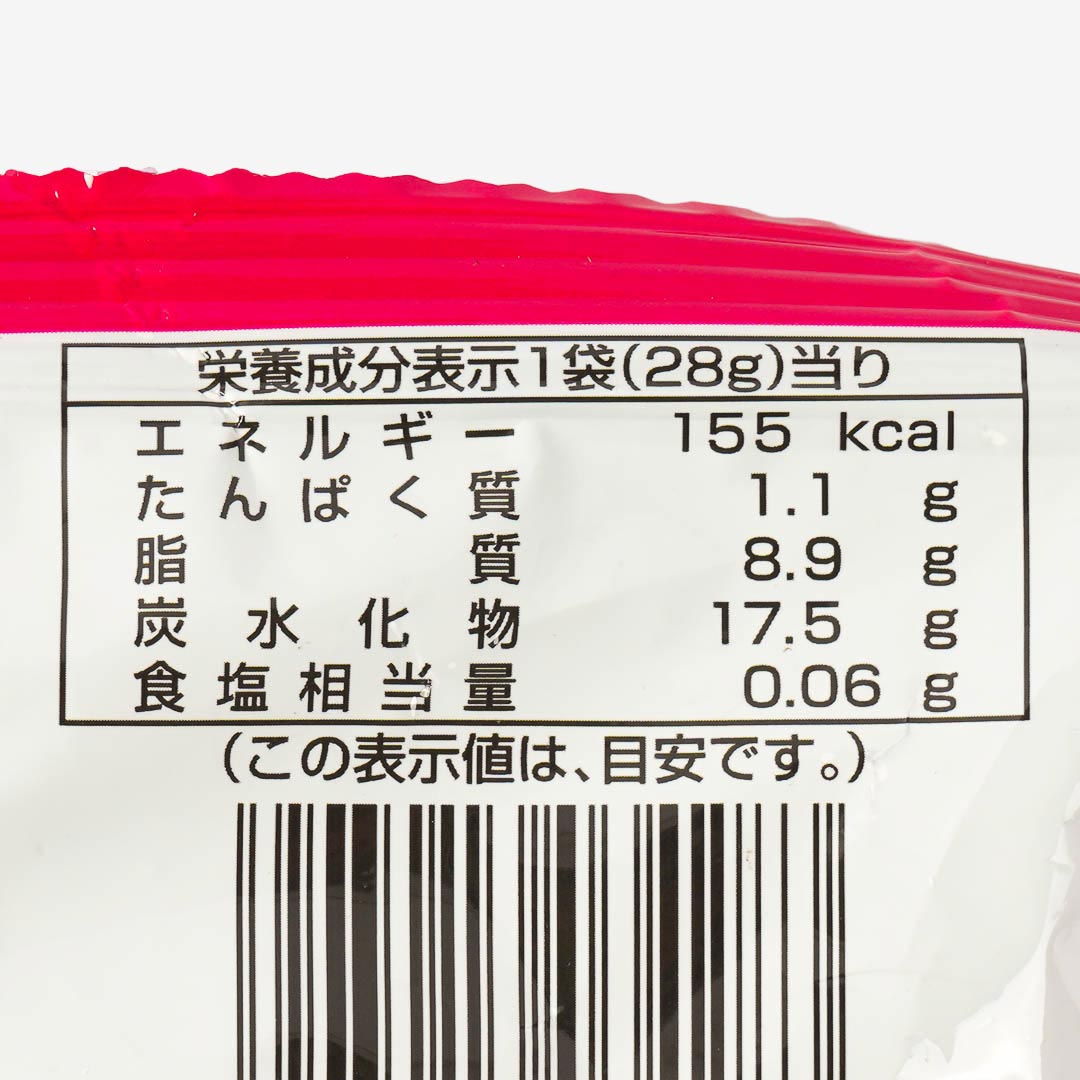 栄養成分表示1袋(28g)当り
エネルギー 155 kcal
たんぱく質 1.1 g
脂質 8.9 g
炭水化物 17.5 g
食塩相当量 0.06 g
(この表示値は、目安です。)